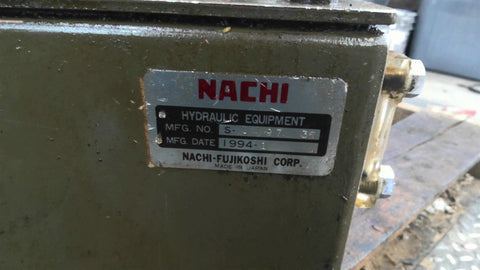 NACHI
HYDRAULIC EQUIPMENT
MFG. NO. S-
MFG. DATE 1994-
NACHI-FUJIKOSHI CORP.
MADE IN JAPAN